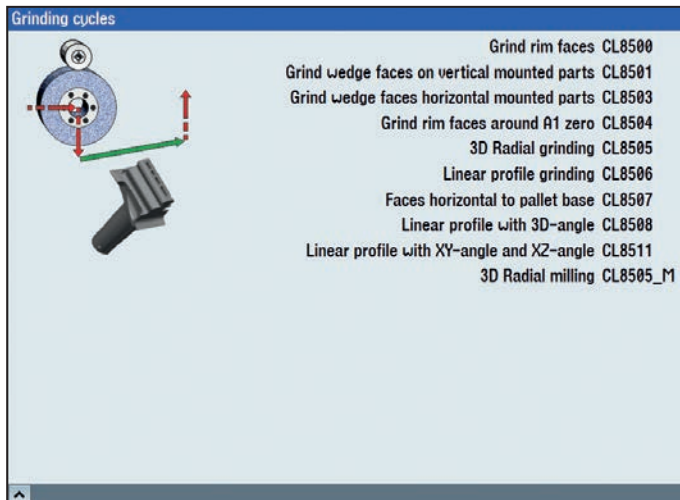 Grinding cycles
Grind rim faces CL8500
Grind wedge faces on vertical mounted parts CL8501
Grind wedge faces horizontal mounted parts CL8503
Grind rim faces around A1 zero CL8504
3D Radial grinding CL8505
Linear profile grinding CL8506
Faces horizontal to pallet base CL8507
Linear profile with 3D-angle CL8508
Linear profile with XY-angle and XZ-angle CL8511
3D Radial milling CL8505_M